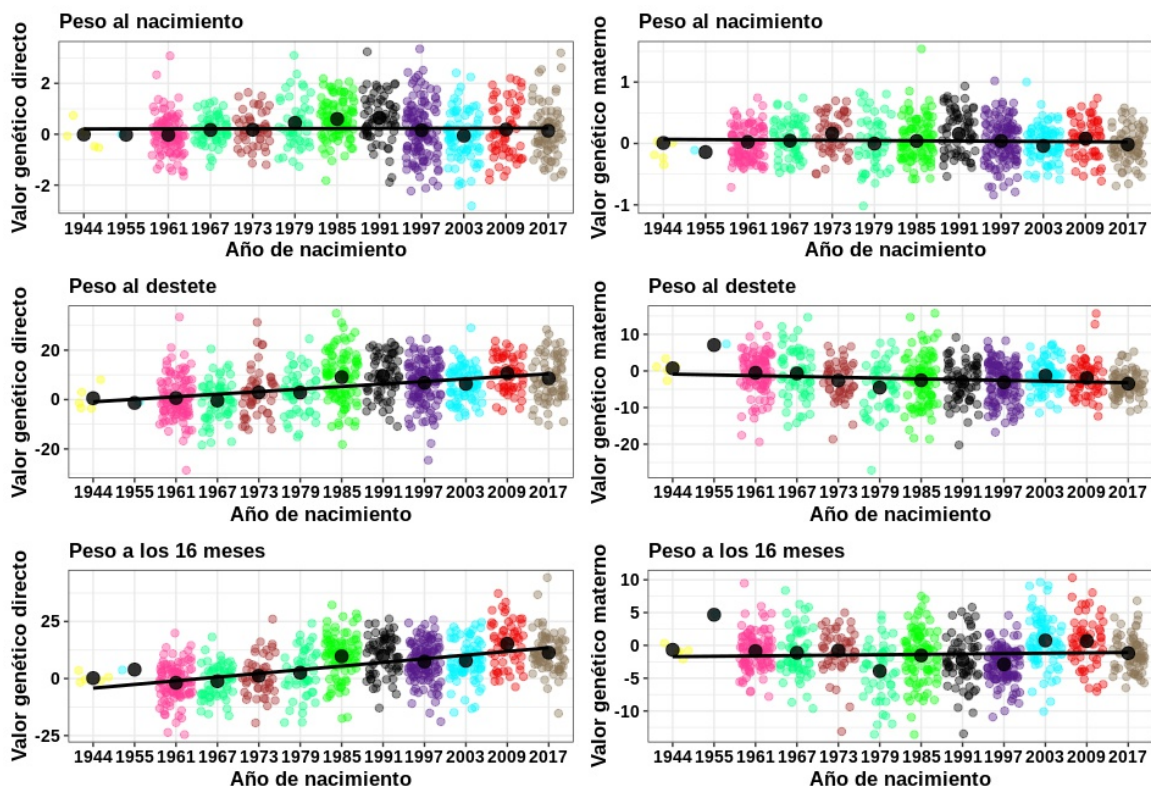 Peso al nacimiento
Valor genético directo
2
0
-2
1944 1955 1961 1967 1973 1979 1985 1991 1997 2003 2009 2017
Año de nacimiento
Peso al nacimiento
Valor genético materno
1
0
-1
1944 1955 1961 1967 1973 1979 1985 1991 1997 2003 2009 2017
Año de nacimiento
Peso al destete
Valor genético directo
20
0
-20
1944 1955 1961 1967 1973 1979 1985 1991 1997 2003 2009 2017
Año de nacimiento
Peso al destete
Valor genético materno
10
0
-10
-20
1944 1955 1961 1967 1973 1979 1985 1991 1997 2003 2009 2017
Año de nacimiento
Peso a los 16 meses
Valor genético directo
25
0
-25
1944 1955 1961 1967 1973 1979 1985 1991 1997 2003 2009 2017
Año de nacimiento
Peso a los 16 meses
Valor genético materno
10
5
0
-5
-10
1944 1955 1961 1967 1973 1979 1985 1991 1997 2003 2009 2017
Año de nacimiento